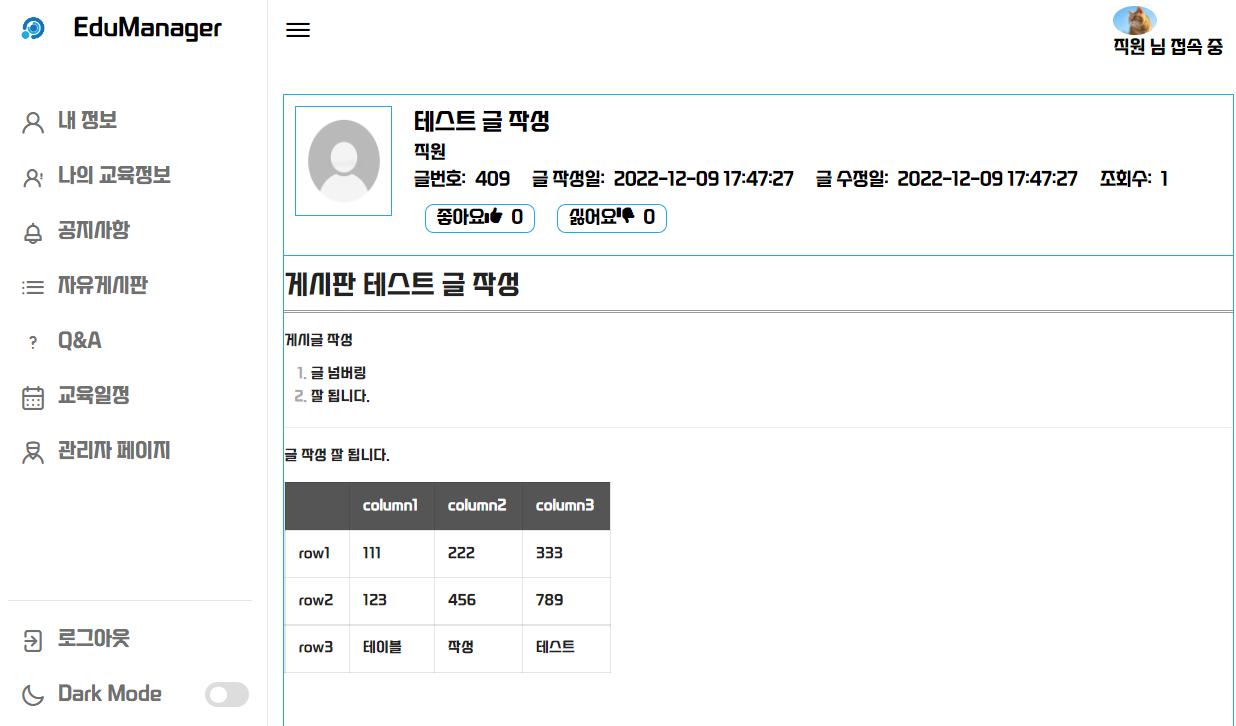 EduManager
직원 님 접속 중
내 정보
나의 교육정보
공지사항
자유게시판
? Q&A
교육일정
관리자 페이지
로그아웃
Dark Mode
테스트 글 작성
직원
글번호: 409 글 작성일: 2022-12-09 17:47:27 글 수정일: 2022-12-09 17:47:27 조회수: 1
좋아요 0 싫어요 0
게시판 테스트 글 작성
게시글 작성
1. 글 넘버링
2. 잘 됩니다.
글 작성 잘 됩니다.
column1 column2 column3
row1 111 222 333
row2 123 456 789
row3 테이블 작성 테스트